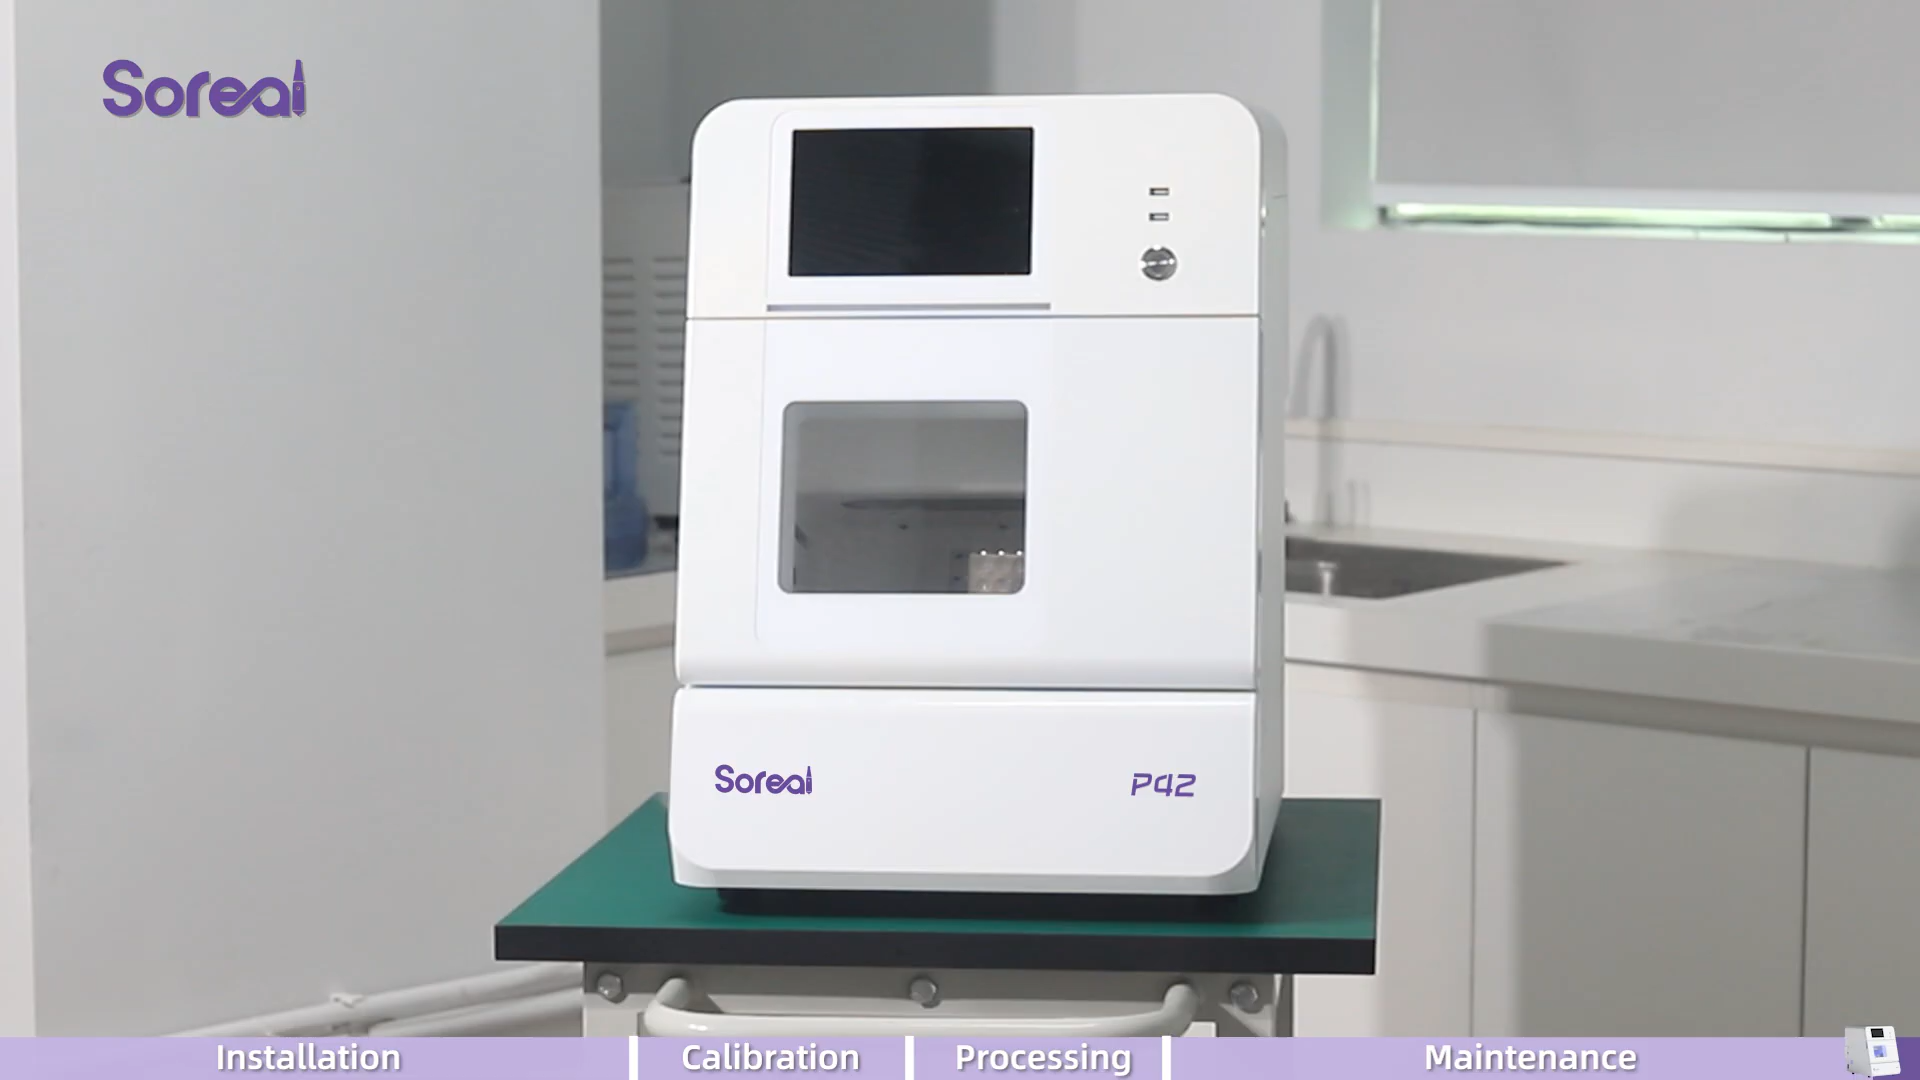 Soreal
Soreal
P42
Installation
Calibration
Processing
Maintenance